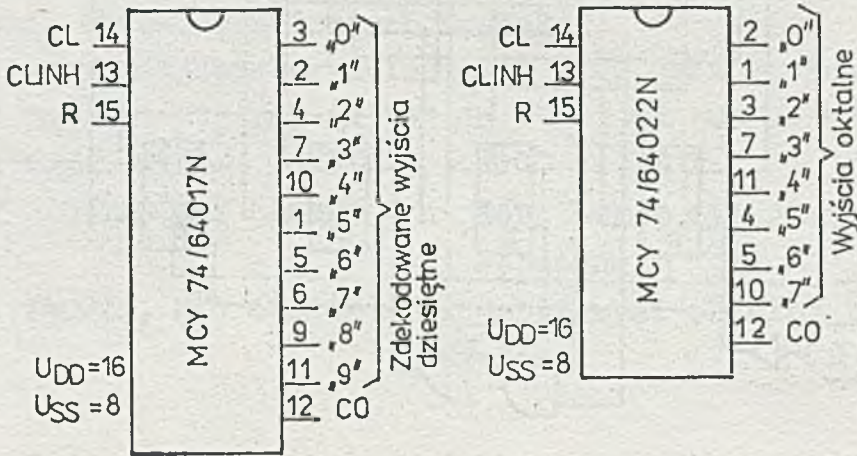 CL 14
CLINH 13
R 15
UDD=16
USS=8
MCY 74/64017N
3 „0"
2 „1"
4 „2"
7 „3"
10 „4"
1 „5"
5 „6"
6 „7"
9 „8"
11 „9"
12 CO
Zdekodowane wyjścia
dziesiętne
CL 14
CLINH 13
R 15
UDD=16
USS=8
MCY 74/64022N
2 „0"
1 „1"
3 „2"
7 „3"
11 „4"
4 „5"
5 „6"
10 „7"
12 CO
Wyjścia oktalne